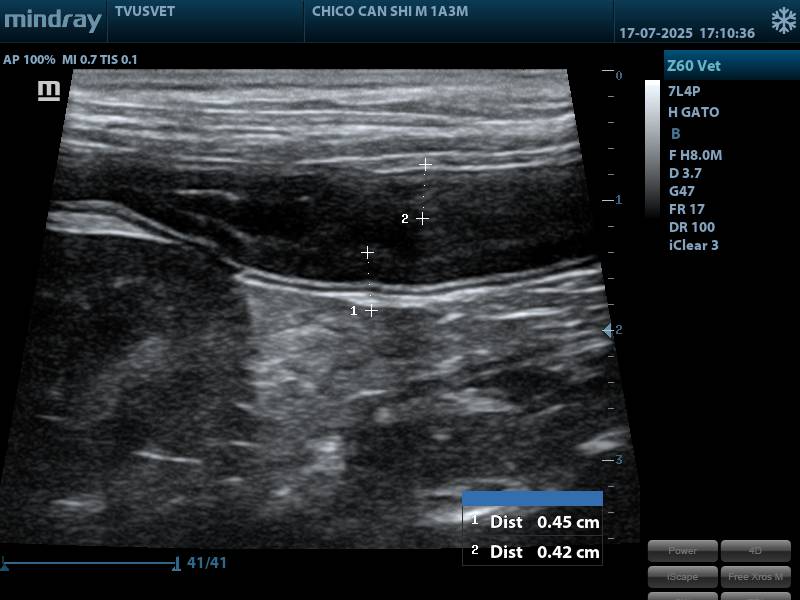 mindray
TVUSVET
CHICO CAN SHI M 1A3M
17-07-2025 17:10:36
AP 100% MI 0.7 TIS 0.1
m
Z60 Vet
7L4P
H GATO
B
F H8.0M
D 3.7
G47
FR 17
DR 100
iClear 3
0
1
2
3
2
1
1 Dist 0.45 cm
2 Dist 0.42 cm
41/41
Power
4D
iScape
Free Xros M